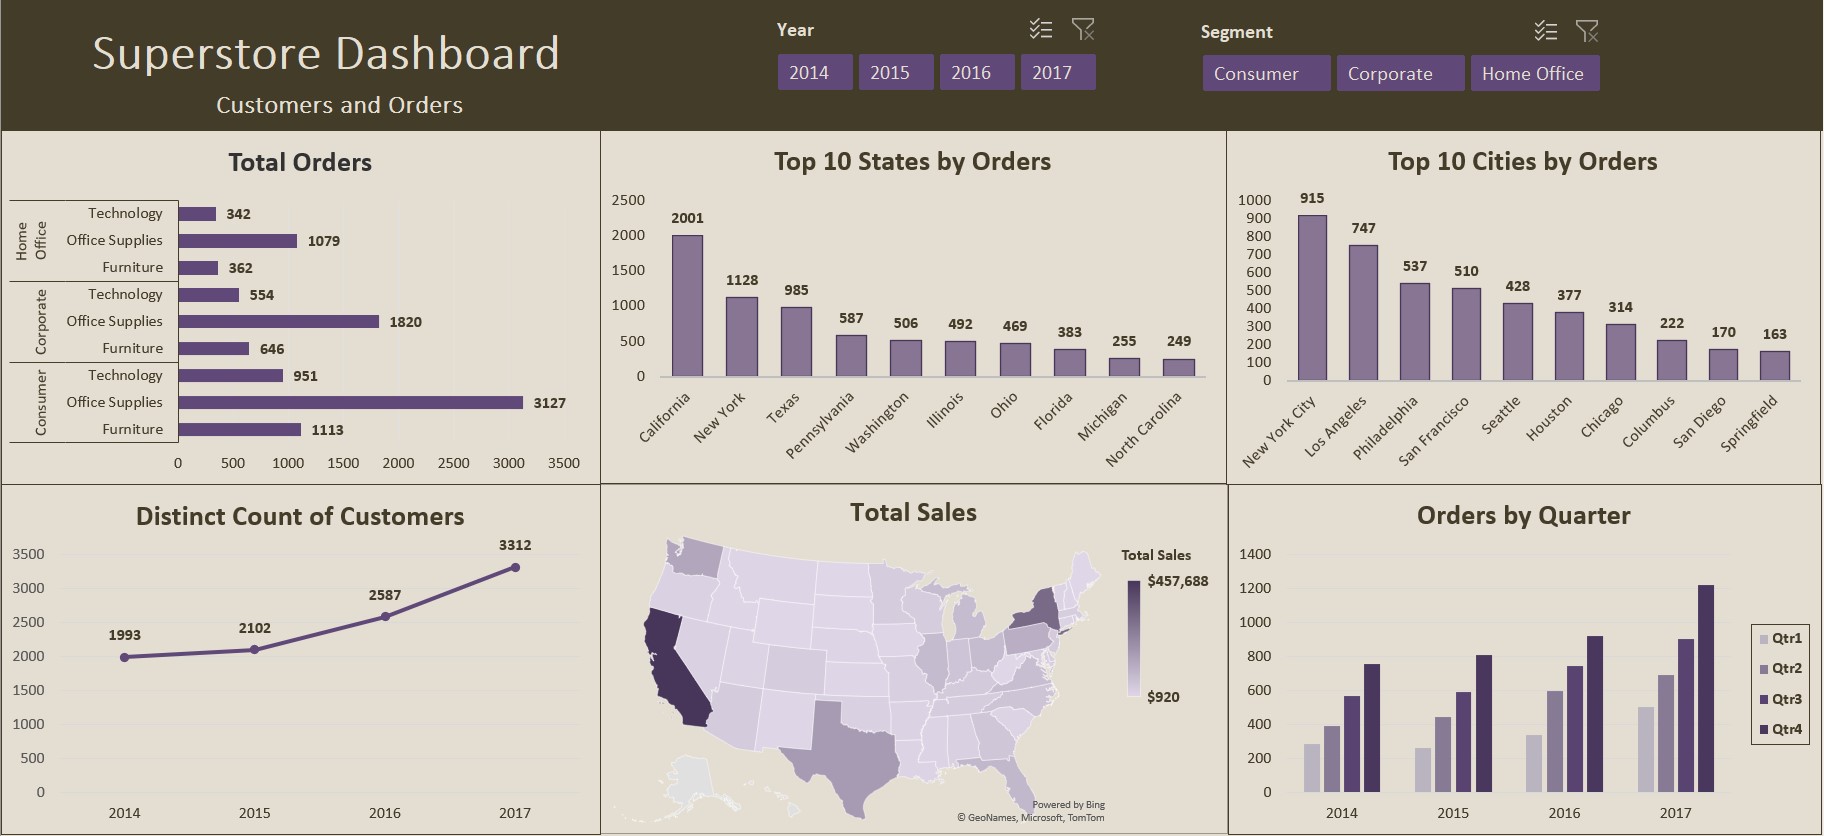 Superstore Dashboard
Customers and Orders
Year
2014 2015 2016 2017
Segment
Consumer Corporate Home Office
Total Orders
Home Office
Technology 342
Office Supplies 1079
Furniture 362
Corporate
Technology 554
Office Supplies 1820
Furniture 646
Consumer
Technology 951
Office Supplies 3127
Furniture 1113
0 500 1000 1500 2000 2500 3000 3500
Top 10 States by Orders
2500
2000
1500
1000
500
0
2001 1128 985 587 506 492 469 383 255 249
California New York Texas Pennsylvania Washington Illinois Ohio Florida Michigan North Carolina
Top 10 Cities by Orders
1000
900
800
700
600
500
400
300
200
100
0
915 747 537 510 428 377 314 222 170 163
New York City Los Angeles Philadelphia San Francisco Seattle Houston Chicago Columbus San Diego Springfield
Distinct Count of Customers
3500
3000
2500
2000
1500
1000
500
0
1993 2102 2587 3312
2014 2015 2016 2017
Total Sales
Total Sales
$457,688
$920
Powered by Bing
© GeoNames, Microsoft, TomTom
Orders by Quarter
1400
1200
1000
800
600
400
200
0
2014 2015 2016 2017
Qtr1
Qtr2
Qtr3
Qtr4